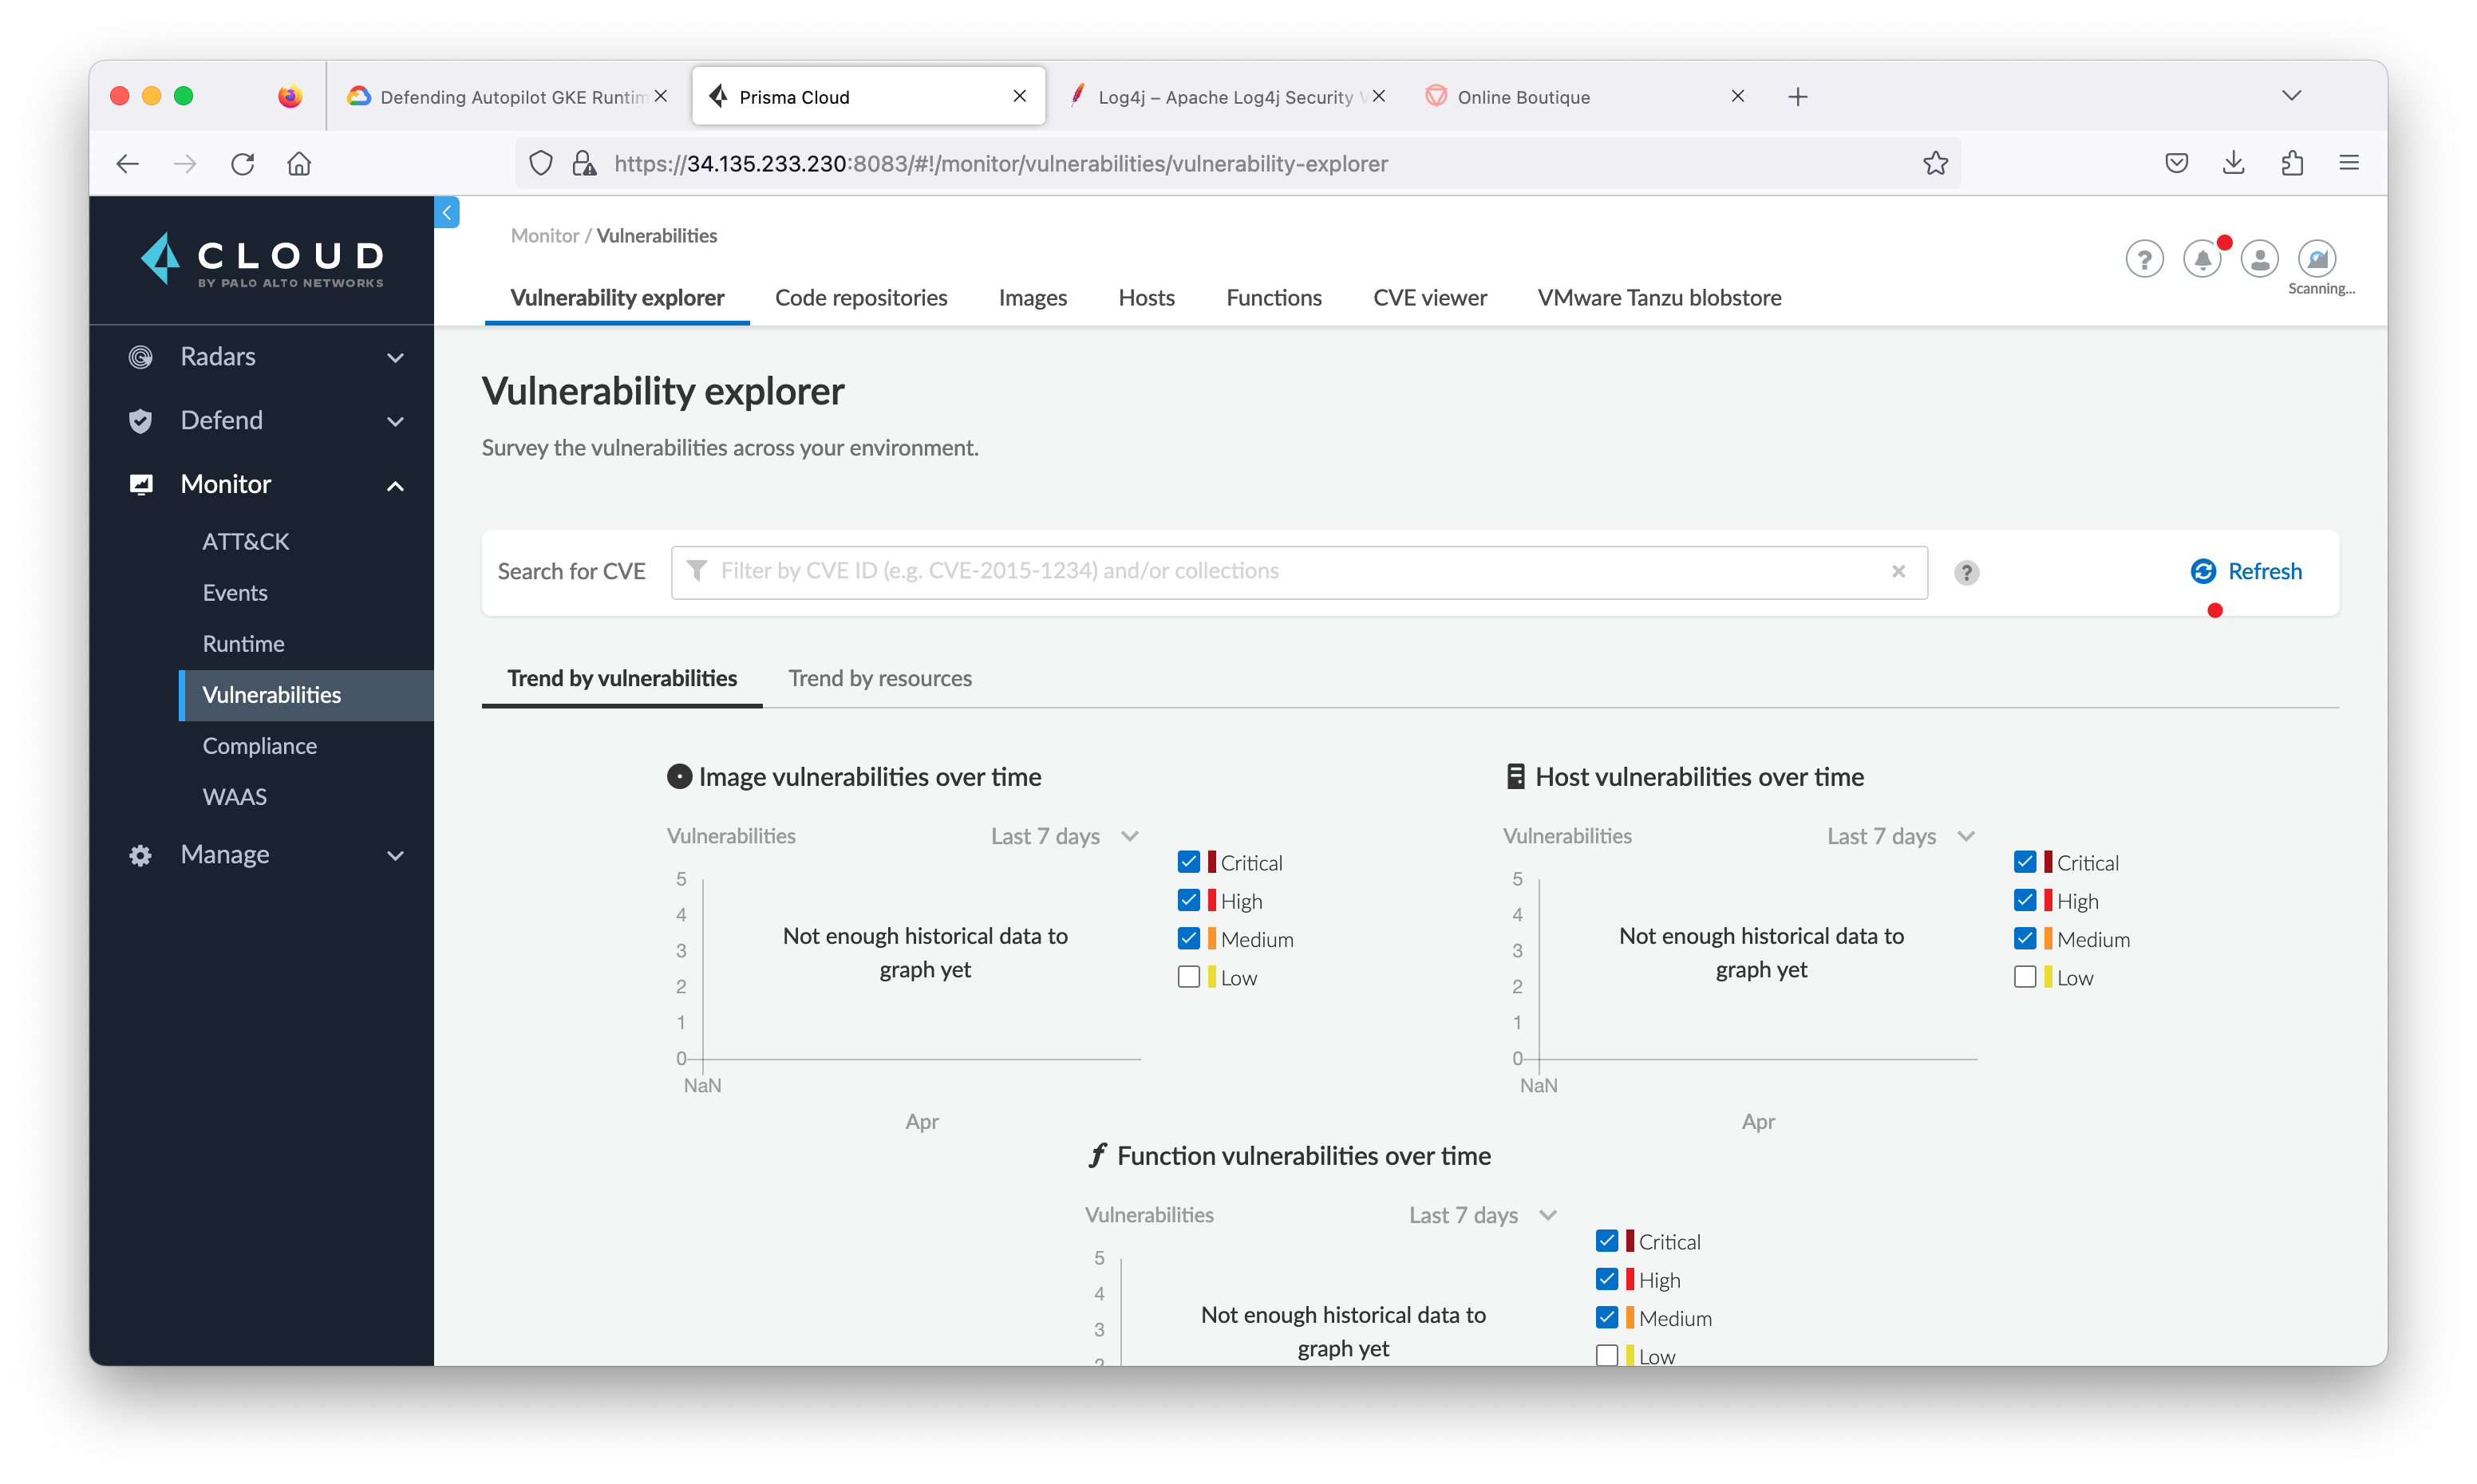 Defending Autopilot GKE Runtim
Prisma Cloud
Log4j – Apache Log4j Security V
Online Boutique
https://34.135.233.230:8083/#!/monitor/vulnerabilities/vulnerability-explorer
CLOUD
BY PALO ALTO NETWORKS
Radars
Defend
Monitor
ATT&CK
Events
Runtime
Vulnerabilities
Compliance
WAAS
Manage
Monitor / Vulnerabilities
Scanning...
Vulnerability explorer
Code repositories
Images
Hosts
Functions
CVE viewer
VMware Tanzu blobstore
Vulnerability explorer
Survey the vulnerabilities across your environment.
Search for CVE
Filter by CVE ID (e.g. CVE-2015-1234) and/or collections
Refresh
Trend by vulnerabilities
Trend by resources
Image vulnerabilities over time
Vulnerabilities
Last 7 days
Critical
High
Medium
Low
5
4
3
2
1
0
Not enough historical data to
graph yet
NaN
Apr
Host vulnerabilities over time
Vulnerabilities
Last 7 days
Critical
High
Medium
Low
5
4
3
2
1
0
Not enough historical data to
graph yet
NaN
Apr
Function vulnerabilities over time
Vulnerabilities
Last 7 days
Critical
High
Medium
Low
5
4
3
2
Not enough historical data to
graph yet